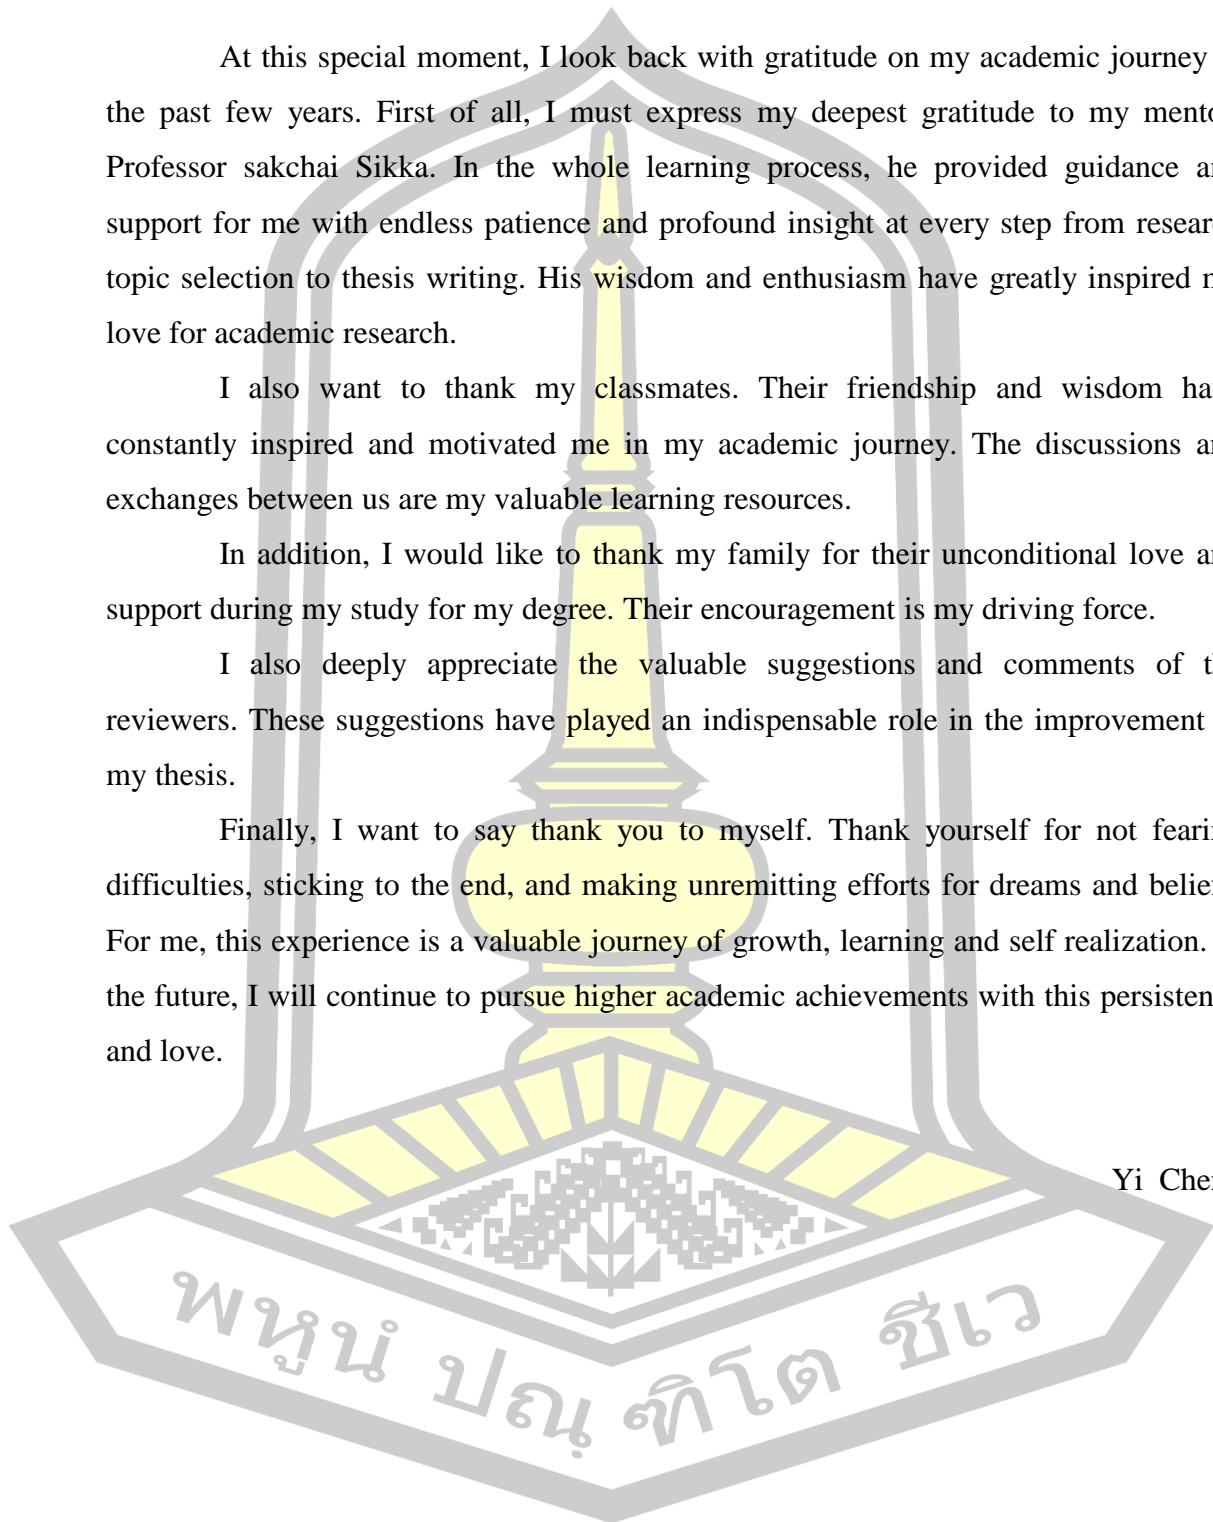 At this special moment, I look back with gratitude on my academic journey
the past few years. First of all, I must express my deepest gratitude to my mento
Professor sakchai Sikka. In the whole learning process, he provided guidance a
support for me with endless patience and profound insight at every step from resear
topic selection to thesis writing. His wisdom and enthusiasm have greatly inspired m
love for academic research.
I also want to thank my classmates. Their friendship and wisdom ha
constantly inspired and motivated me in my academic journey. The discussions a
exchanges between us are my valuable learning resources.
In addition, I would like to thank my family for their unconditional love a
support during my study for my degree. Their encouragement is my driving force.
I also deeply appreciate the valuable suggestions and comments of t
reviewers. These suggestions have played an indispensable role in the improvement
my thesis.
Finally, I want to say thank you to myself. Thank yourself for not feari
difficulties, sticking to the end, and making unremitting efforts for dreams and belief
For me, this experience is a valuable journey of growth, learning and self realization.
the future, I will continue to pursue higher academic achievements with this persisten
and love.
Yi Chen
พหูนํ ปณฺฑิโต ชีเว